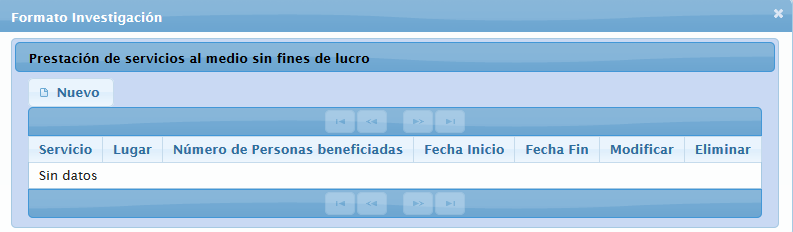 Formato Investigación
Prestación de servicios al medio sin fines de lucro
Nuevo
Servicio Lugar Número de Personas beneficiadas Fecha Inicio Fecha Fin Modificar Eliminar
Sin datos